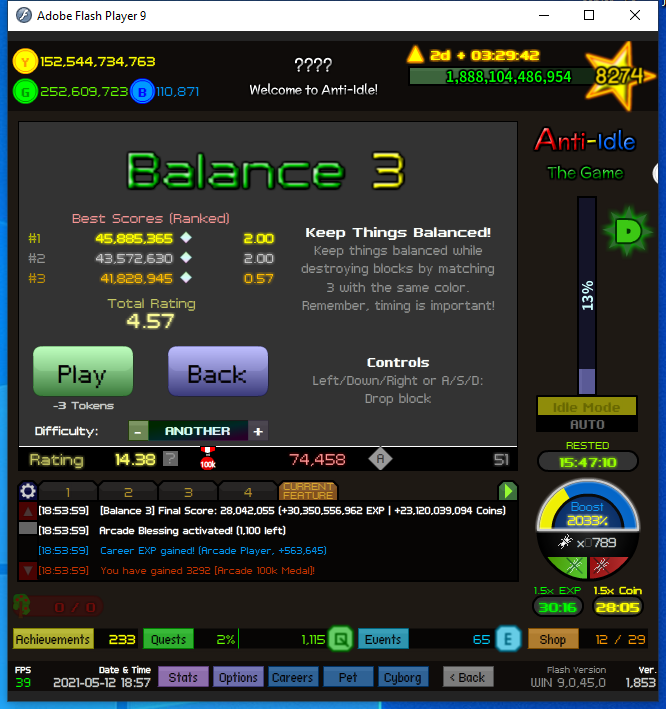 Adobe Flash Player 9
Y 152,544,734,763
G 252,609,723 B 110,871
????
Welcome to Anti-Idle!
2d + 03:29:42
1,888,104,486,954
8274
Anti-Idle
The Game
D
Balance 3
Best Scores (Ranked)
#1 45,885,365 2.00
#2 43,572,630 2.00
#3 41,828,945 0.57
Total Rating
4.57
Keep Things Balanced!
Keep things balanced while
destroying blocks by matching
3 with the same color.
Remember, timing is important!
Play
-3 Tokens
Back
Controls
Left/Down/Right or A/S/D:
Drop block
Difficulty: - ANOTHER +
13%
Idle Mode
AUTO
Rating 14.38 ? 100k 74,458 A 51
RESTED
15:47:10
1 2 3 4 CURRENT
FEATURE
[18:53:59] [Balance 3] Final Score: 28,042,055 (+30,350,556,962 EXP | +23,120,039,094 Coins)
[18:53:59] Arcade Blessing activated! (1,100 left)
[18:53:59] Career EXP gained! (Arcade Player, +563,645)
[18:53:59] You have gained 3292 [Arcade 100k Medal]!
Boost
2033%
x0789
1.5x EXP 1.5x Coin
30:16 28:05
0 / 0
Achievements 233 Quests 2% 1,115 Q Events 65 E Shop 12 / 29
FPS
39
Date & Time
2021-05-12 18:57
Stats Options Careers Pet Cyborg < Back
Flash Version
WIN 9,0,45,0
Ver.
1,853